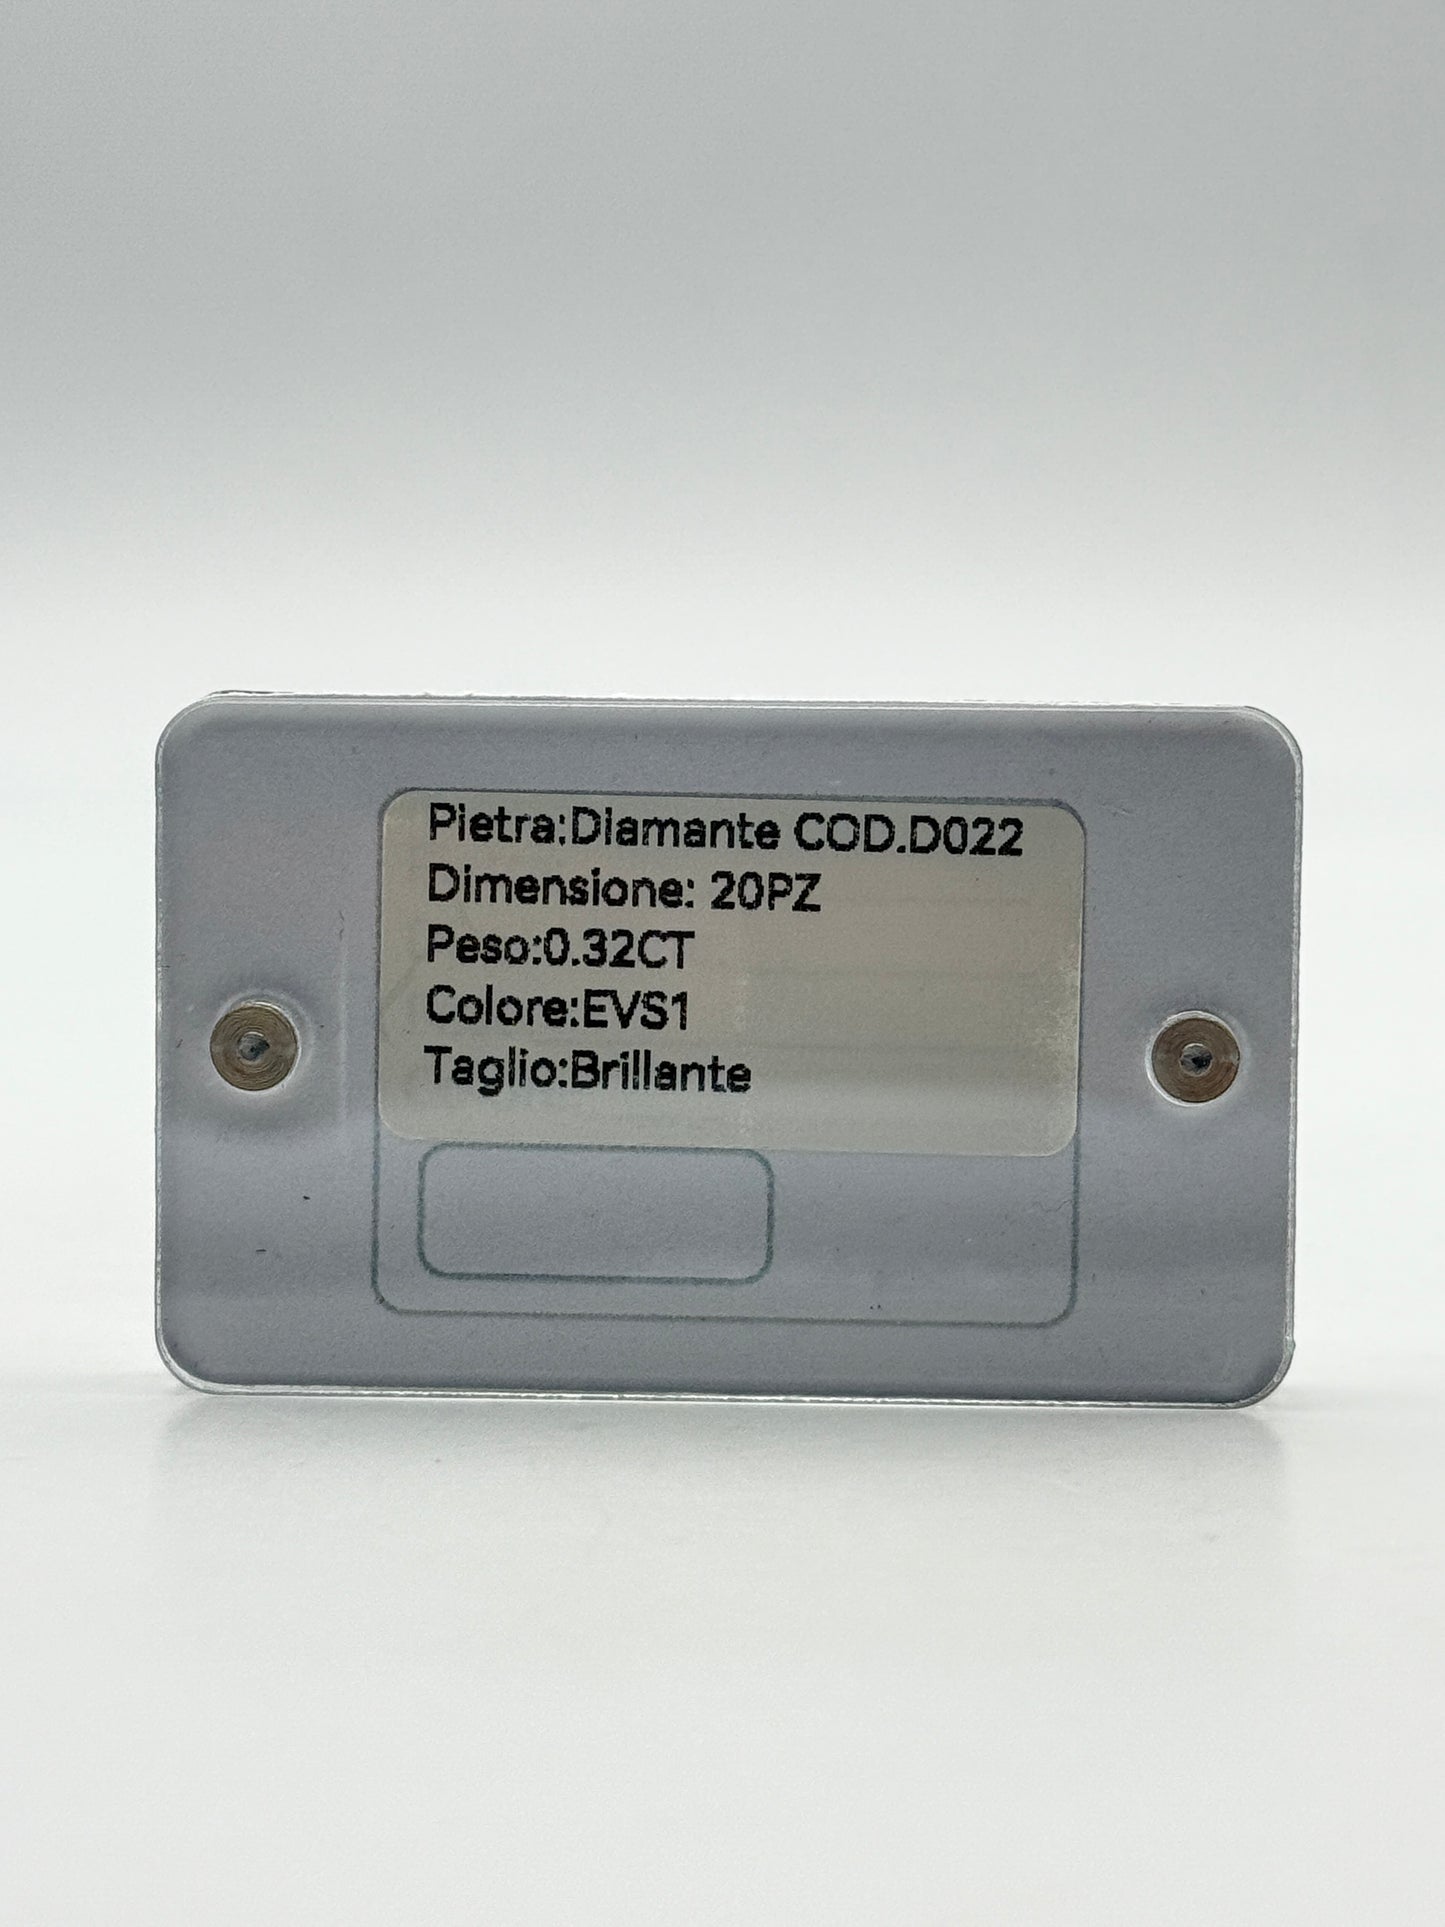 Pietra:Diamante COD.D022
Dimensione: 20PZ
Peso:0.32CT
Colore:EVS1
Taglio:Brillante